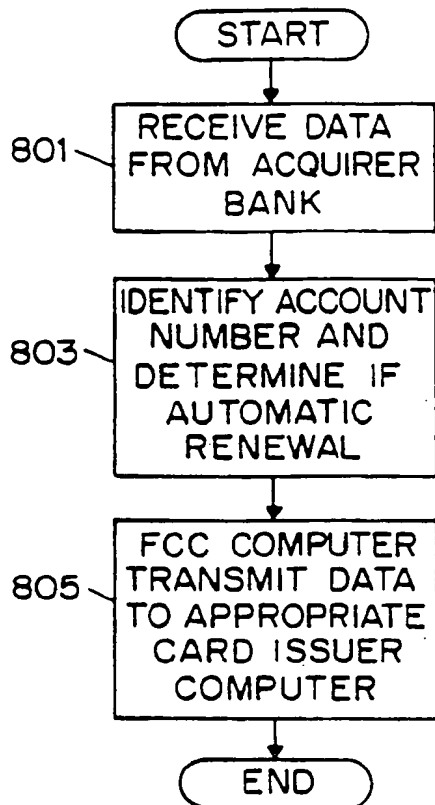 START
801
RECEIVE DATA
FROM ACQUIRER
BANK
803
IDENTIFY ACCOUNT
NUMBER AND
DETERMINE IF
AUTOMATIC
RENEWAL
805
FCC COMPUTER
TRANSMIT DATA
TO APPROPRIATE
CARD ISSUER
COMPUTER
END